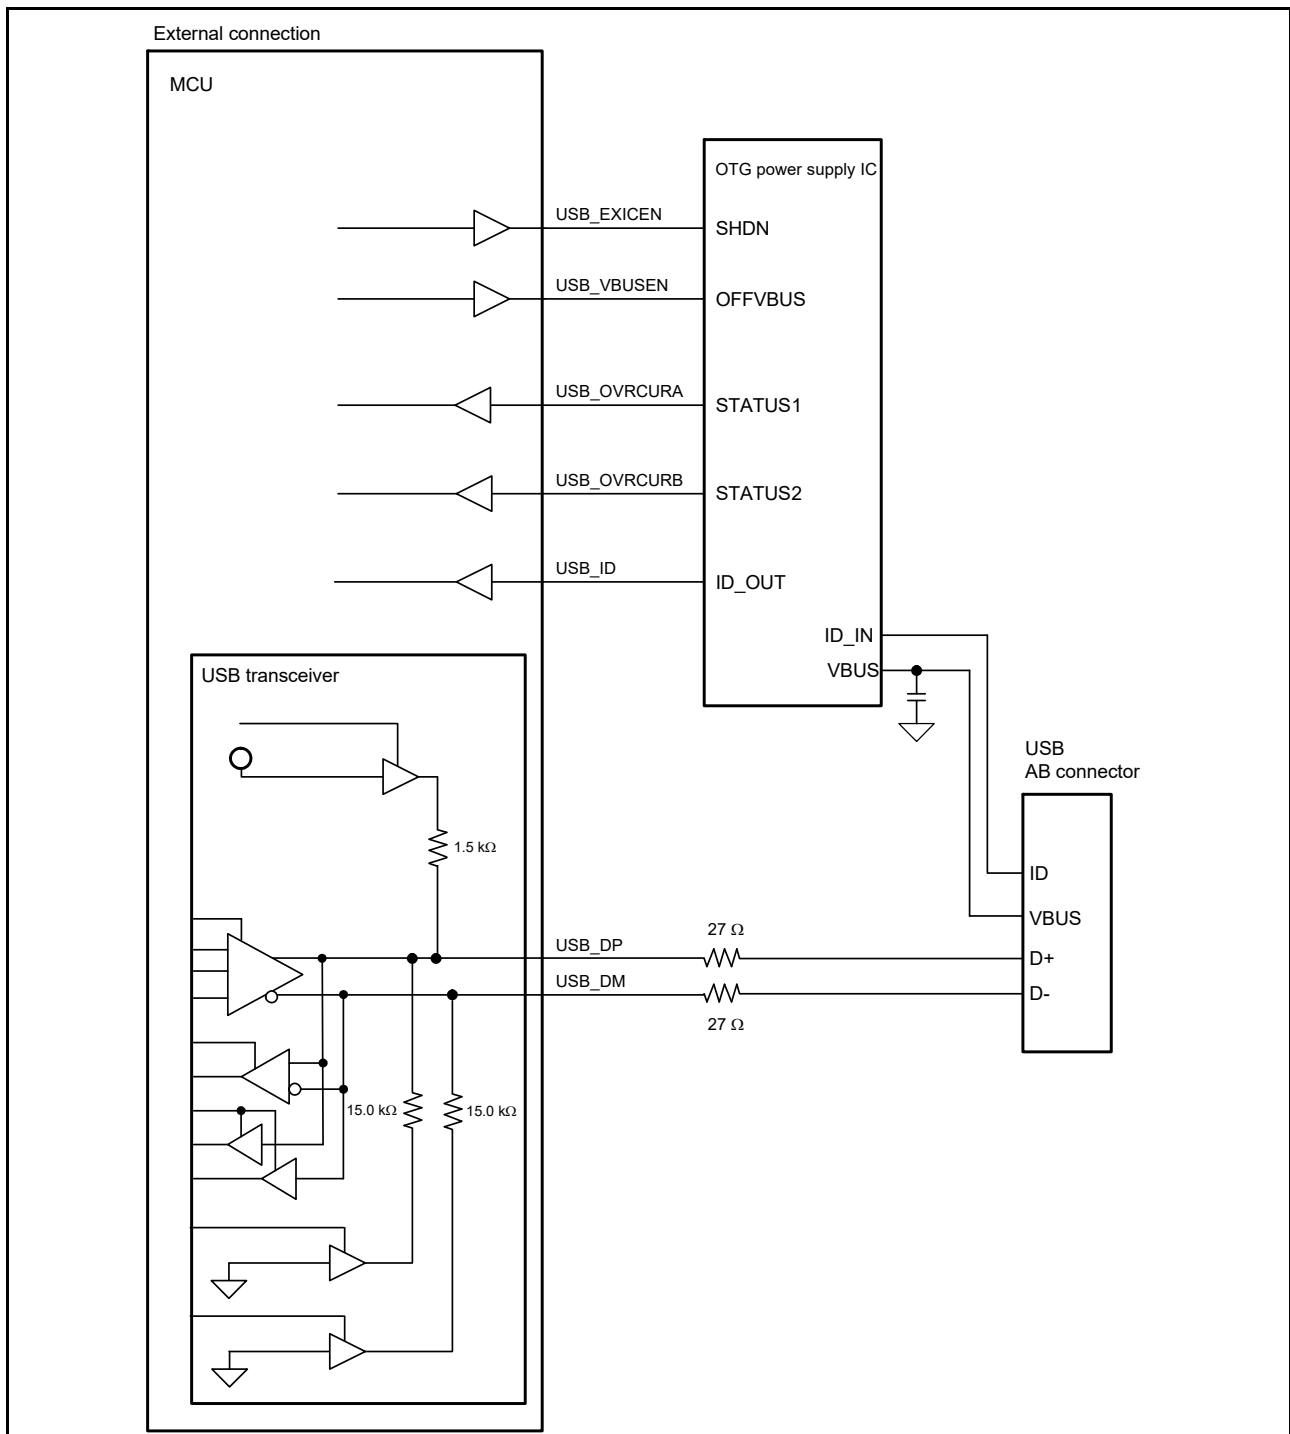 External connection
MCU
OTG power supply IC
USB_EXICEN
SHDN
USB_VBUSEN
OFFVBUS
USB_OVRCURA
STATUS1
USB_OVRCURB
STATUS2
USB_ID
ID_OUT
ID_IN
VBUS
USB transceiver
USB
AB connector
1.5 kΩ
ID
VBUS
27 Ω
USB_DP
D+
USB_DM
D-
27 Ω
15.0 kΩ
15.0 kΩ